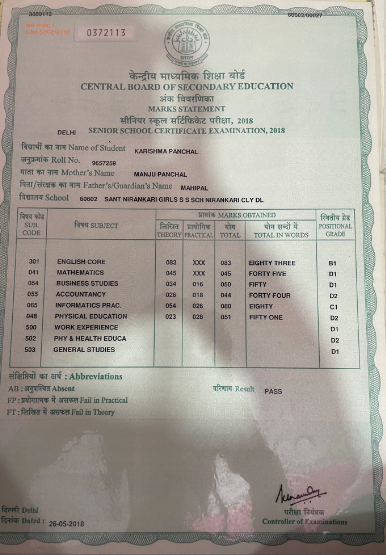 0372113
केन्द्रीय माध्यमिक शिक्षा बोर्ड
CENTRAL BOARD OF SECONDARY EDUCATION
अंक विवरणिका
MARKS STATEMENT
सीनियर स्कूल सर्टिफिकेट परीक्षा, 2018
DELHI SENIOR SCHOOL CERTIFICATE EXAMINATION, 2018
विद्यार्थी का नाम Name of Student KARISHMA PANCHAL
अनुक्रमांक Roll No. 9657259
माता का नाम Mother's Name MANJU PANCHAL
पिता/संरक्षक का नाम Father's/Guardian's Name MAHIPAL
विद्यालय School 60002 SANT NIRANKARI GIRLS S S SCH NIRANKARI CLY DL
प्राप्तांक MARKS OBTAINED
विषय कोड SUB. CODE विषय SUBJECT लिखित THEORY प्रायोगिक PRACTICAL योग TOTAL योग शब्दों में TOTAL IN WORDS स्थितीय ग्रेड POSITIONAL GRADE
301 ENGLISH CORE 083 XXX 083 EIGHTY THREE B1
041 MATHEMATICS 045 XXX 045 FORTY FIVE D1
054 BUSINESS STUDIES 034 016 050 FIFTY D1
055 ACCOUNTANCY 026 018 044 FORTY FOUR D2
065 INFORMATICS PRAC. 054 026 080 EIGHTY C1
048 PHYSICAL EDUCATION 023 028 051 FIFTY ONE D2
500 WORK EXPERIENCE D1
502 PHY & HEALTH EDUCA D2
503 GENERAL STUDIES D1
संक्षिप्तियों का अर्थ : Abbreviations
AB : अनुपस्थित Absent परिणाम Result PASS
FP : प्रयोगात्मक में असफल Fail in Practical
FT : लिखित में असफल Fail in Theory
दिल्ली Delhi परीक्षा नियंत्रक
दिनांक Dated : 26-05-2018 Controller of Examinations